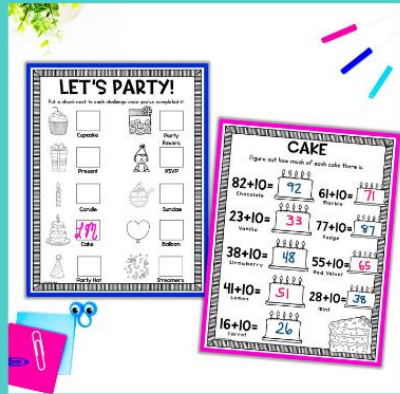 LET'S PARTY!
Put a check next to each challenge once you've completed it.
Cupcake
Party Favors
Present
RSVP
Candle
Sundae
Cake
Balloon
Party Hat
Streamers
CAKE
Figure out how much of each cake there is.
82+10= 92
Chocolate
61+10= 71
Marble
23+10= 33
Vanilla
77+10= 87
Fudge
38+10= 48
Strawberry
55+10= 65
Red Velvet
41+10= 51
Lemon
28+10= 38
Mint
16+10= 26
Carrot